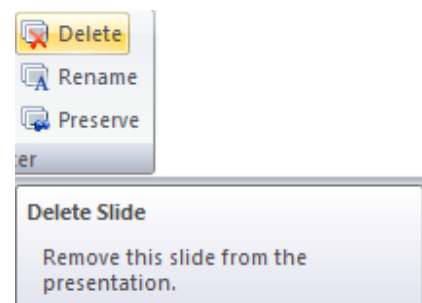 Delete
Rename
Preserve
er
Delete Slide
Remove this slide from the
presentation.